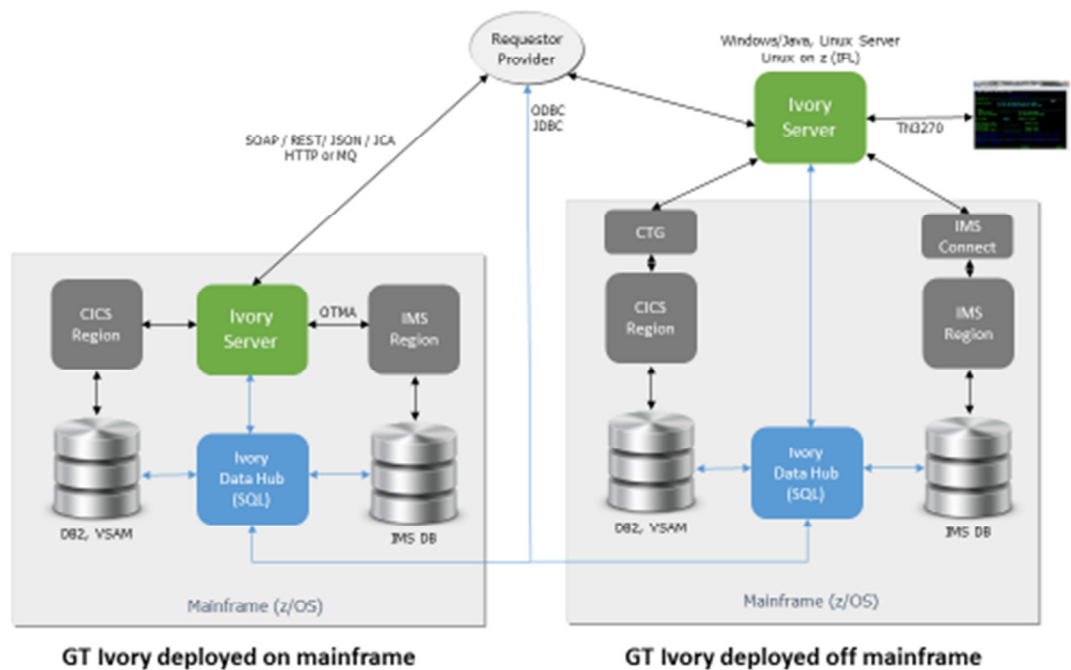 Requestor
Provider
Windows/Java, Unix Server
Unix on z (IFL)
Ivory
Server
TN3270
ODBC
JDBC
SOAP / REST/ JSON / JCA
HTTP or MQ
CICS
Region
Ivory
Server
OTMA
IMS
Region
Ivory
Data Hub
(SQL)
DB2, VSAM
IMS DB
Mainframe (z/OS)
GT Ivory deployed on mainframe
CTG
IMS
Connect
CICS
Region
IMS
Region
Ivory
Data Hub
(SQL)
DB2, VSAM
IMS DB
Mainframe (z/OS)
GT Ivory deployed off mainframe